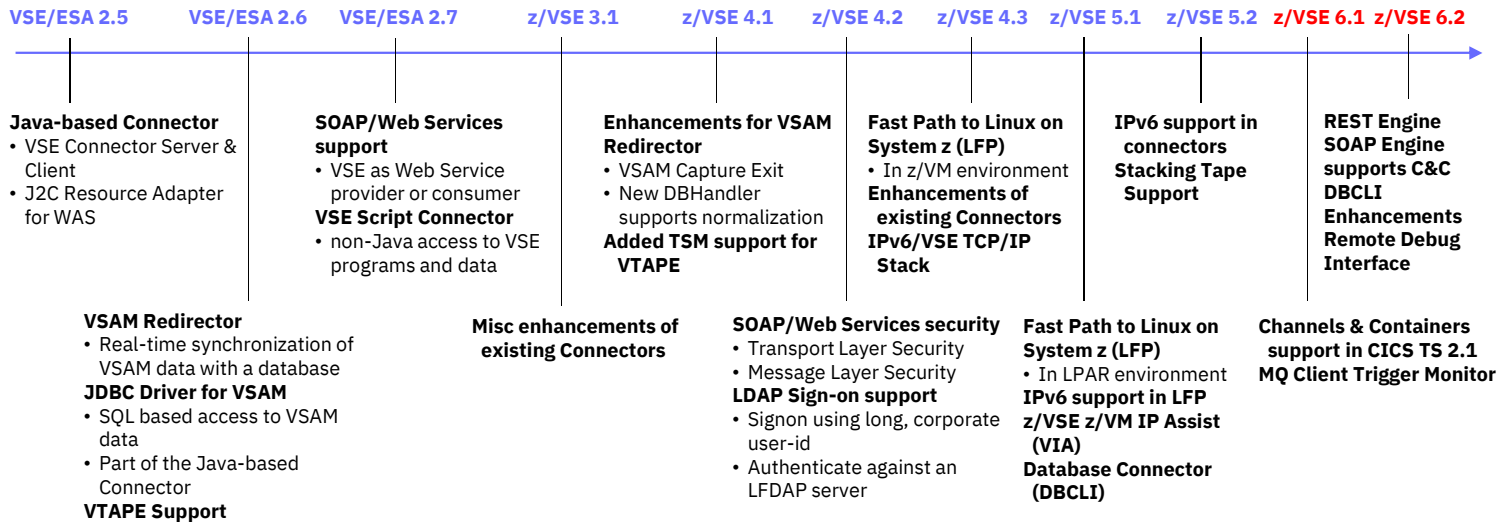 VSE/ESA 2.5 VSE/ESA 2.6 VSE/ESA 2.7 z/VSE 3.1 z/VSE 4.1 z/VSE 4.2 z/VSE 4.3 z/VSE 5.1 z/VSE 5.2 z/VSE 6.1 z/VSE 6.2
Java-based Connector
• VSE Connector Server &
Client
• J2C Resource Adapter
for WAS
SOAP/Web Services
support
• VSE as Web Service
provider or consumer
VSE Script Connector
• non-Java access to VSE
programs and data
Enhancements for VSAM
Redirector
• VSAM Capture Exit
• New DBHandler
supports normalization
Added TSM support for
VTAPE
Fast Path to Linux on
System z (LFP)
• In z/VM environment
Enhancements of
existing Connectors
IPv6/VSE TCP/IP
Stack
IPv6 support in
connectors
Stacking Tape
Support
REST Engine
SOAP Engine
supports C&C
DBCLI
Enhancements
Remote Debug
Interface
VSAM Redirector
• Real-time synchronization of
VSAM data with a database
JDBC Driver for VSAM
• SQL based access to VSAM
data
• Part of the Java-based
Connector
VTAPE Support
Misc enhancements of
existing Connectors
SOAP/Web Services security
• Transport Layer Security
• Message Layer Security
LDAP Sign-on support
• Signon using long, corporate
user-id
• Authenticate against an
LFDAP server
Fast Path to Linux on
System z (LFP)
• In LPAR environment
IPv6 support in LFP
z/VSE z/VM IP Assist
(VIA)
Database Connector
(DBCLI)
Channels & Containers
support in CICS TS 2.1
MQ Client Trigger Monitor